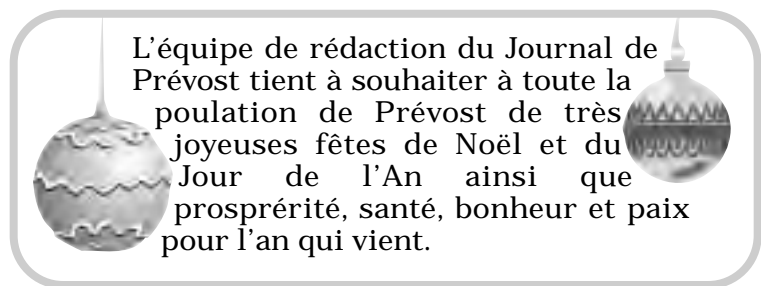 L'équipe de rédaction du Journal de
Prévost tient à souhaiter à toute la
poulation de Prévost de très
joyeuses fêtes de Noël et du
Jour de l'An ainsi que
prosprérité, santé, bonheur et paix
pour l'an qui vient.